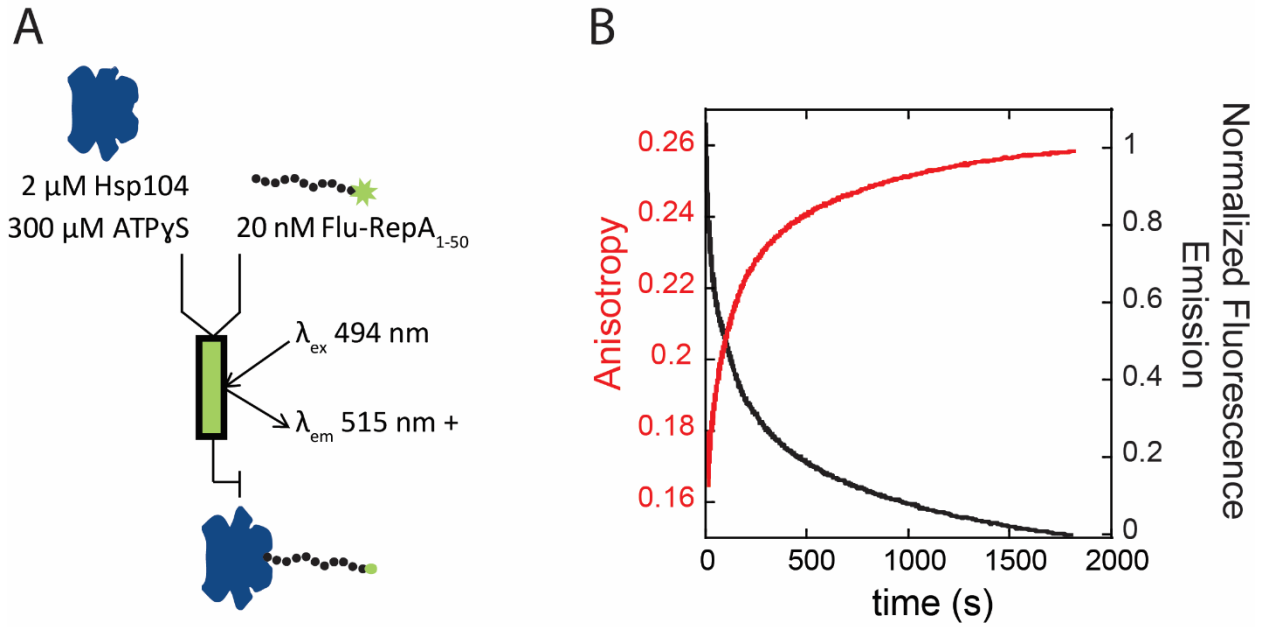 A
2 μM Hsp104
300 μM ATPɣS
20 nM Flu-RepA₁₋₅₀
λex 494 nm
λem 515 nm +
B
Anisotropy
0.26
0.24
0.22
0.2
0.18
0.16
0
500
1000
1500
2000
time (s)
1
0.8
0.6
0.4
0.2
0
Normalized Fluorescence
Emission